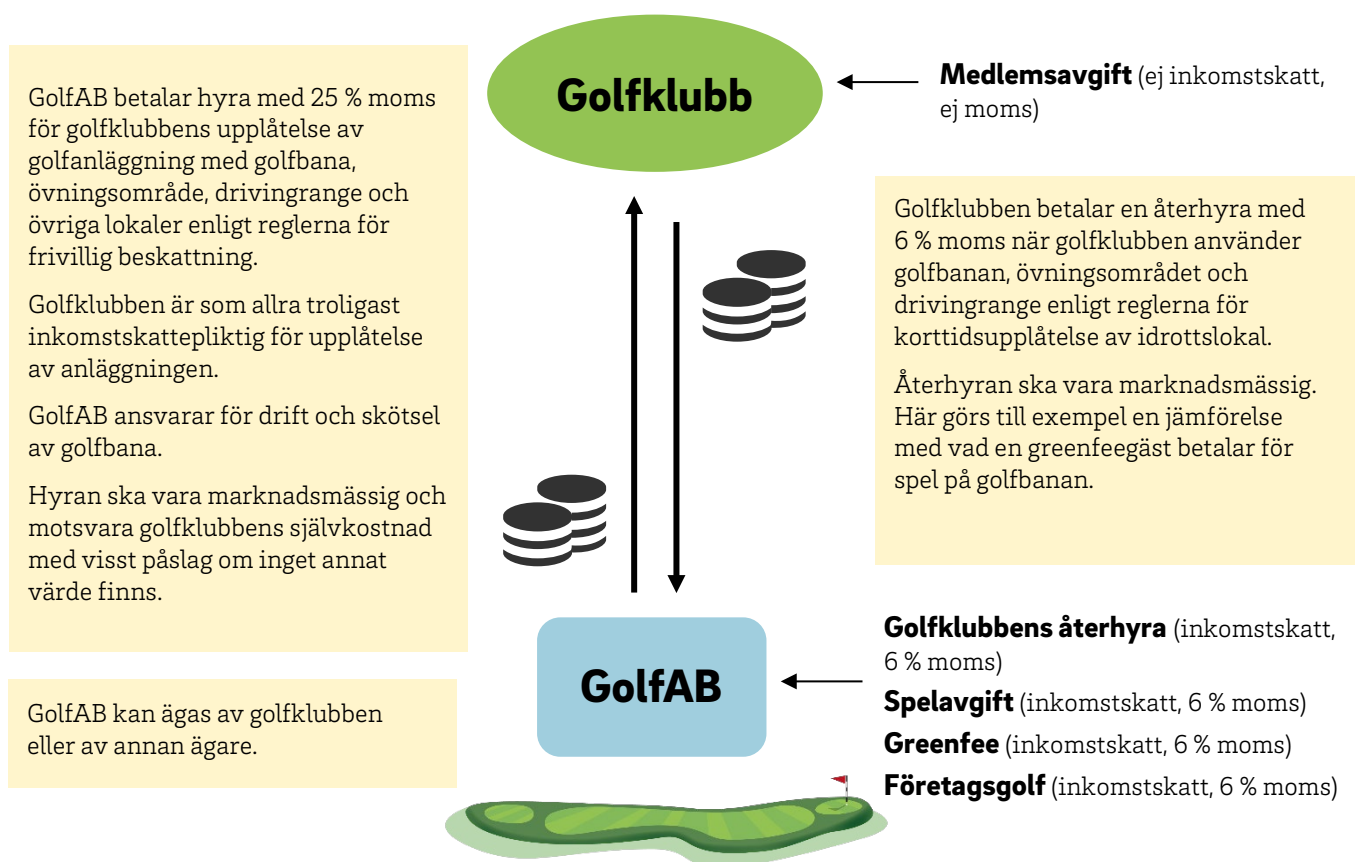 GolfAB betalar hyra med 25 % moms
för golfklubbens upplåtelse av
golfanläggning med golfbana,
övningsområde, drivingrange och
övriga lokaler enligt reglerna för
frivillig beskattning.
Golfklubben är som allra troligast
inkomstskattepliktig för upplåtelse
av anläggningen.
GolfAB ansvarar för drift och skötsel
av golfbana.
Hyran ska vara marknadsmässig och
motsvara golfklubbens självkostnad
med visst påslag om inget annat
värde finns.
GolfAB kan ägas av golfklubben
eller av annan ägare.
Golfklubb
GolfAB
Medlemsavgift (ej inkomstskatt,
ej moms)
Golfklubben betalar en återhyra med
6 % moms när golfklubben använder
golfbanan, övningsområdet och
drivingrange enligt reglerna för
korttidsupplåtelse av idrottslokal.
Återhyran ska vara marknadsmässig.
Här görs till exempel en jämförelse
med vad en greenfeegäst betalar för
spel på golfbanan.
Golfklubbens återhyra (inkomstskatt,
6 % moms)
Spelavgift (inkomstskatt, 6 % moms)
Greenfee (inkomstskatt, 6 % moms)
Företagsgolf (inkomstskatt, 6 % moms)